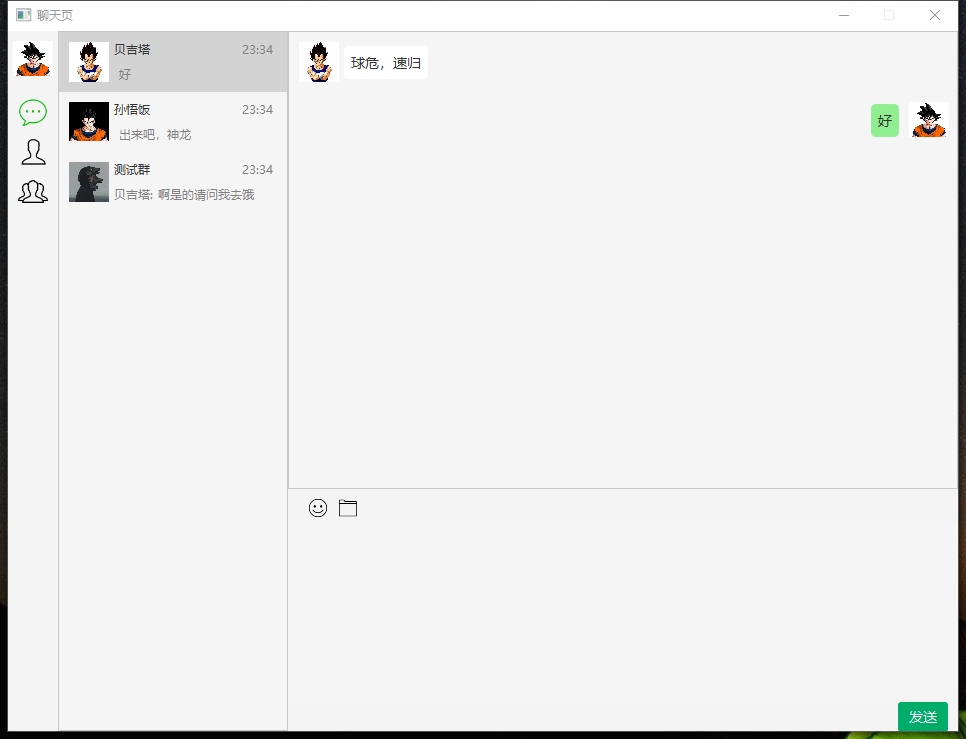 聊天页
贝吉塔 23:34
好
孙悟饭 23:34
出来吧，神龙
测试群 23:34
贝吉塔: 啊是的请问我去饿
球危，速归
好
发送